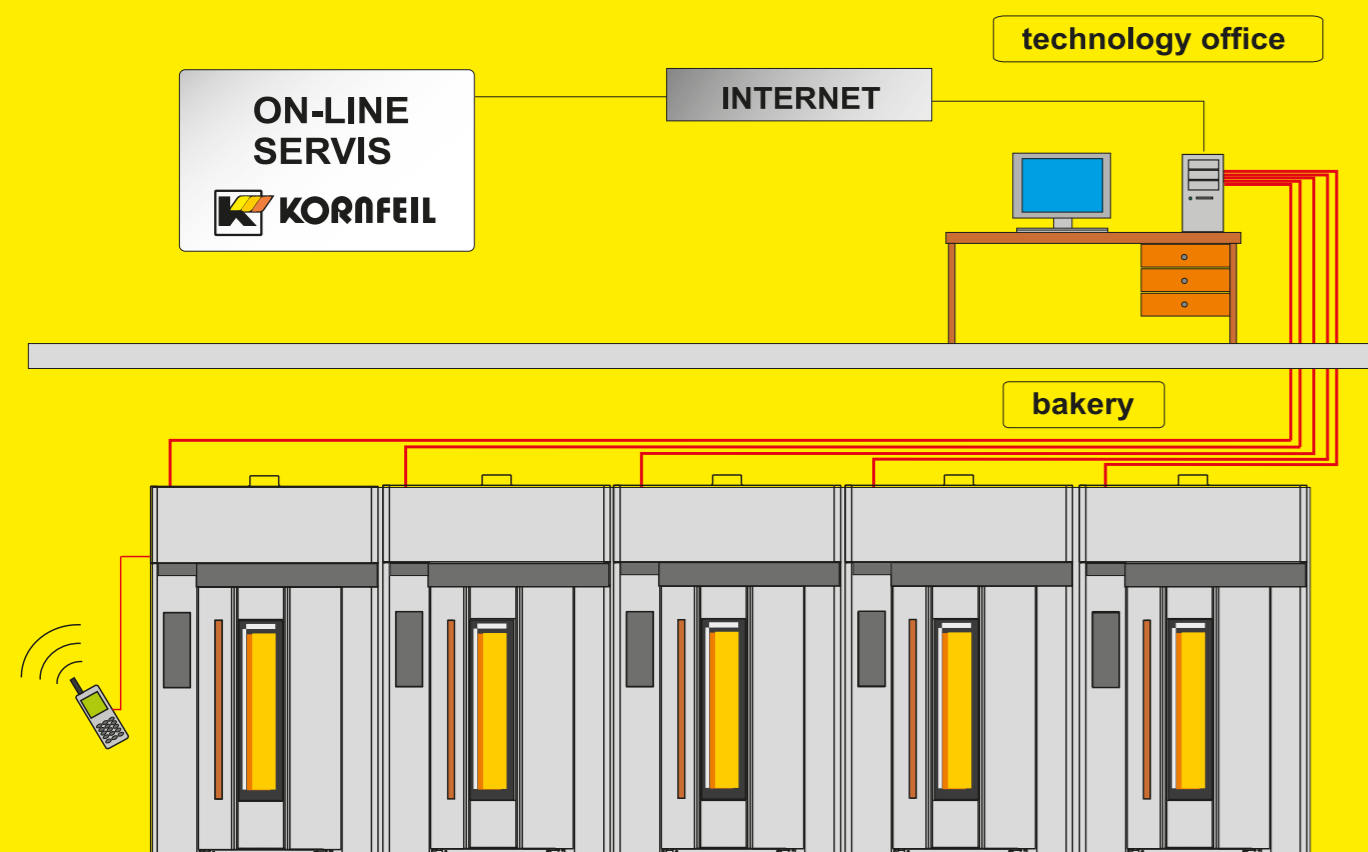 technology office
ON-LINE
SERVIS
KORNFEIL
INTERNET
bakery